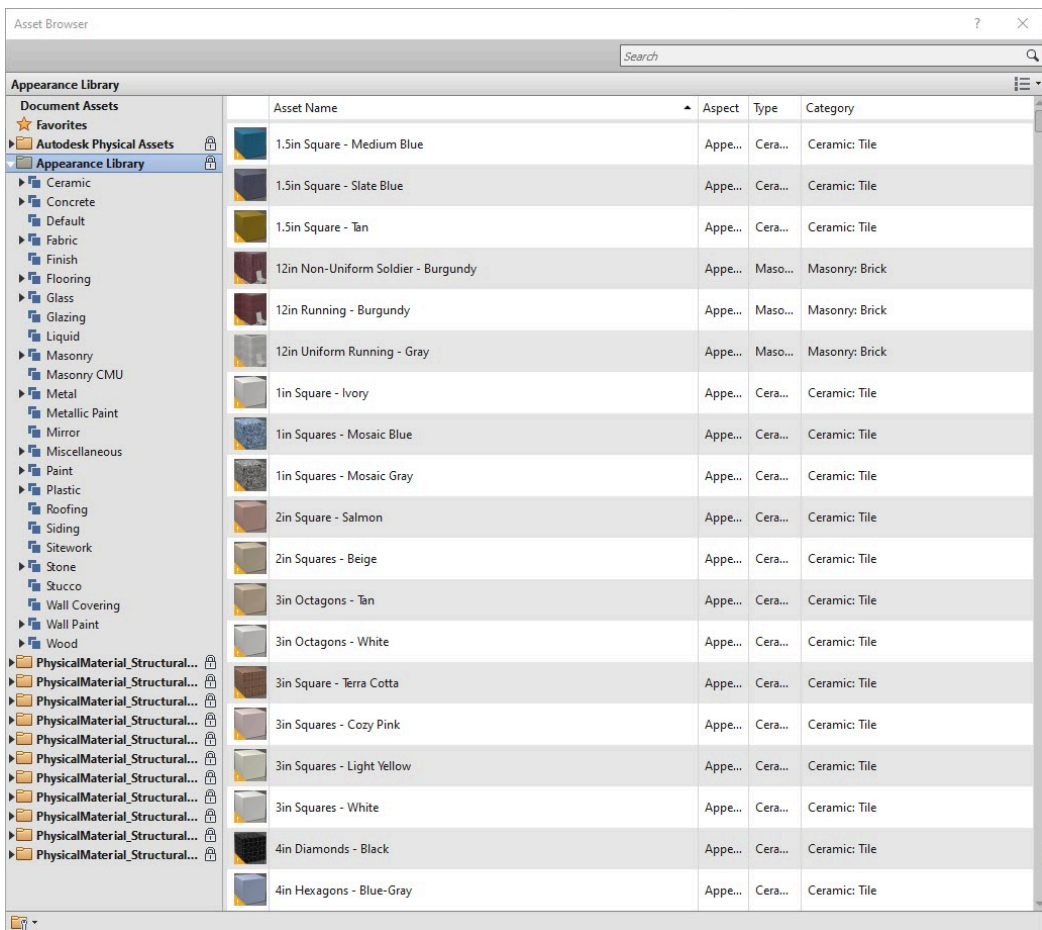 Asset Browser
?
Search
Appearance Library
Document Assets
Favorites
Autodesk Physical Assets
Appearance Library
Ceramic
Concrete
Default
Fabric
Finish
Flooring
Glass
Glazing
Liquid
Masonry
Masonry CMU
Metal
Metallic Paint
Mirror
Miscellaneous
Paint
Plastic
Roofing
Siding
Sitework
Stone
Stucco
Wall Covering
Wall Paint
Wood
PhysicalMaterial_Structural...
PhysicalMaterial_Structural...
PhysicalMaterial_Structural...
PhysicalMaterial_Structural...
PhysicalMaterial_Structural...
PhysicalMaterial_Structural...
PhysicalMaterial_Structural...
PhysicalMaterial_Structural...
PhysicalMaterial_Structural...
PhysicalMaterial_Structural...
PhysicalMaterial_Structural...
Asset Name Aspect Type Category
1.5in Square - Medium Blue Appe... Cera... Ceramic: Tile
1.5in Square - Slate Blue Appe... Cera... Ceramic: Tile
1.5in Square - Tan Appe... Cera... Ceramic: Tile
12in Non-Uniform Soldier - Burgundy Appe... Maso... Masonry: Brick
12in Running - Burgundy Appe... Maso... Masonry: Brick
12in Uniform Running - Gray Appe... Maso... Masonry: Brick
1in Square - Ivory Appe... Cera... Ceramic: Tile
1in Squares - Mosaic Blue Appe... Cera... Ceramic: Tile
1in Squares - Mosaic Gray Appe... Cera... Ceramic: Tile
2in Square - Salmon Appe... Cera... Ceramic: Tile
2in Squares - Beige Appe... Cera... Ceramic: Tile
3in Octagons - Tan Appe... Cera... Ceramic: Tile
3in Octagons - White Appe... Cera... Ceramic: Tile
3in Square - Terra Cotta Appe... Cera... Ceramic: Tile
3in Squares - Cozy Pink Appe... Cera... Ceramic: Tile
3in Squares - Light Yellow Appe... Cera... Ceramic: Tile
3in Squares - White Appe... Cera... Ceramic: Tile
4in Diamonds - Black Appe... Cera... Ceramic: Tile
4in Hexagons - Blue-Gray Appe... Cera... Ceramic: Tile